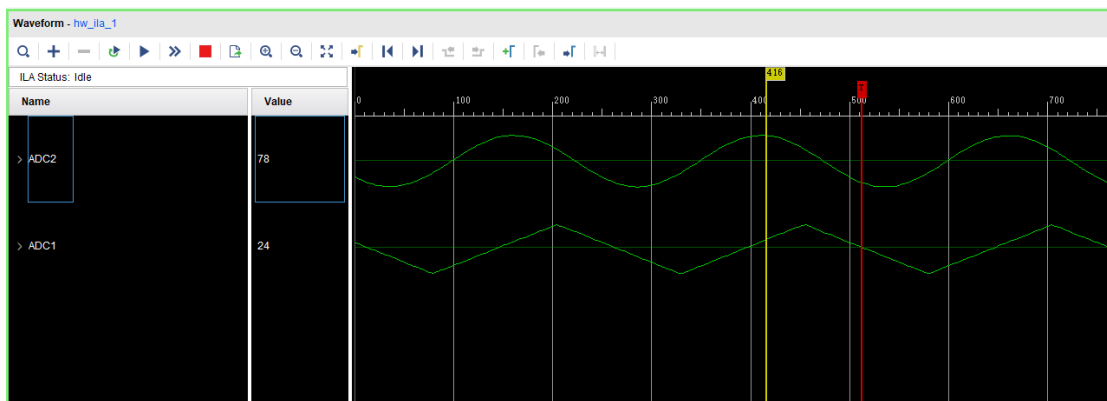 Waveform - hw_ila_1
ILA Status: Idle
Name Value
ADC2 78
ADC1 24
416
T
0 100 200 300 400 500 600 700